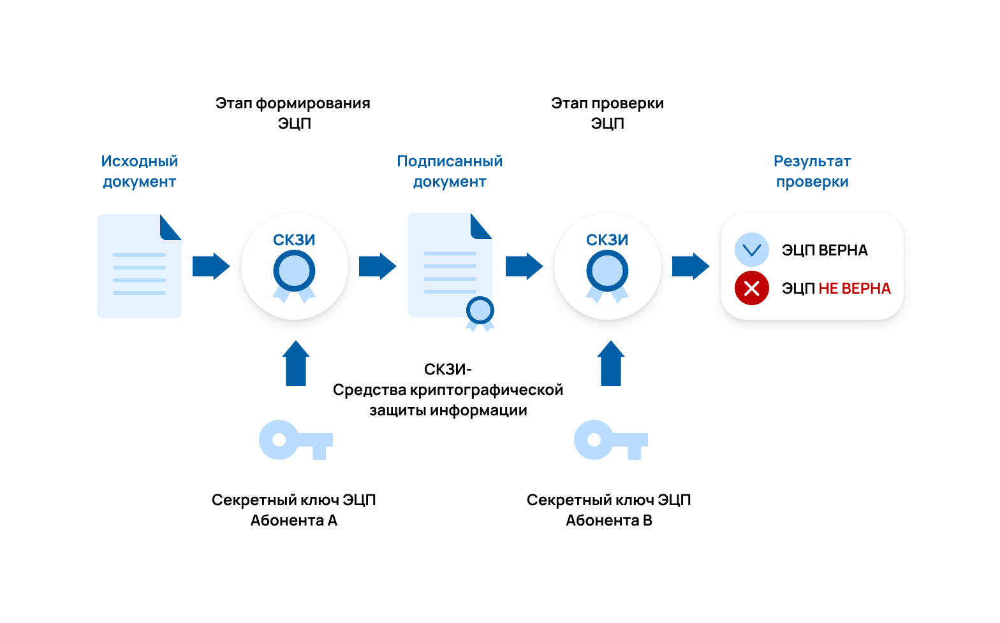 Этап формирования
ЭЦП
Этап проверки
ЭЦП
Исходный
документ
Подписанный
документ
Результат
проверки
СКЗИ
СКЗИ
ЭЦП ВЕРНА
ЭЦП НЕ ВЕРНА
СКЗИ-
Средства криптографической
защиты информации
Секретный ключ ЭЦП
Абонента А
Секретный ключ ЭЦП
Абонента В